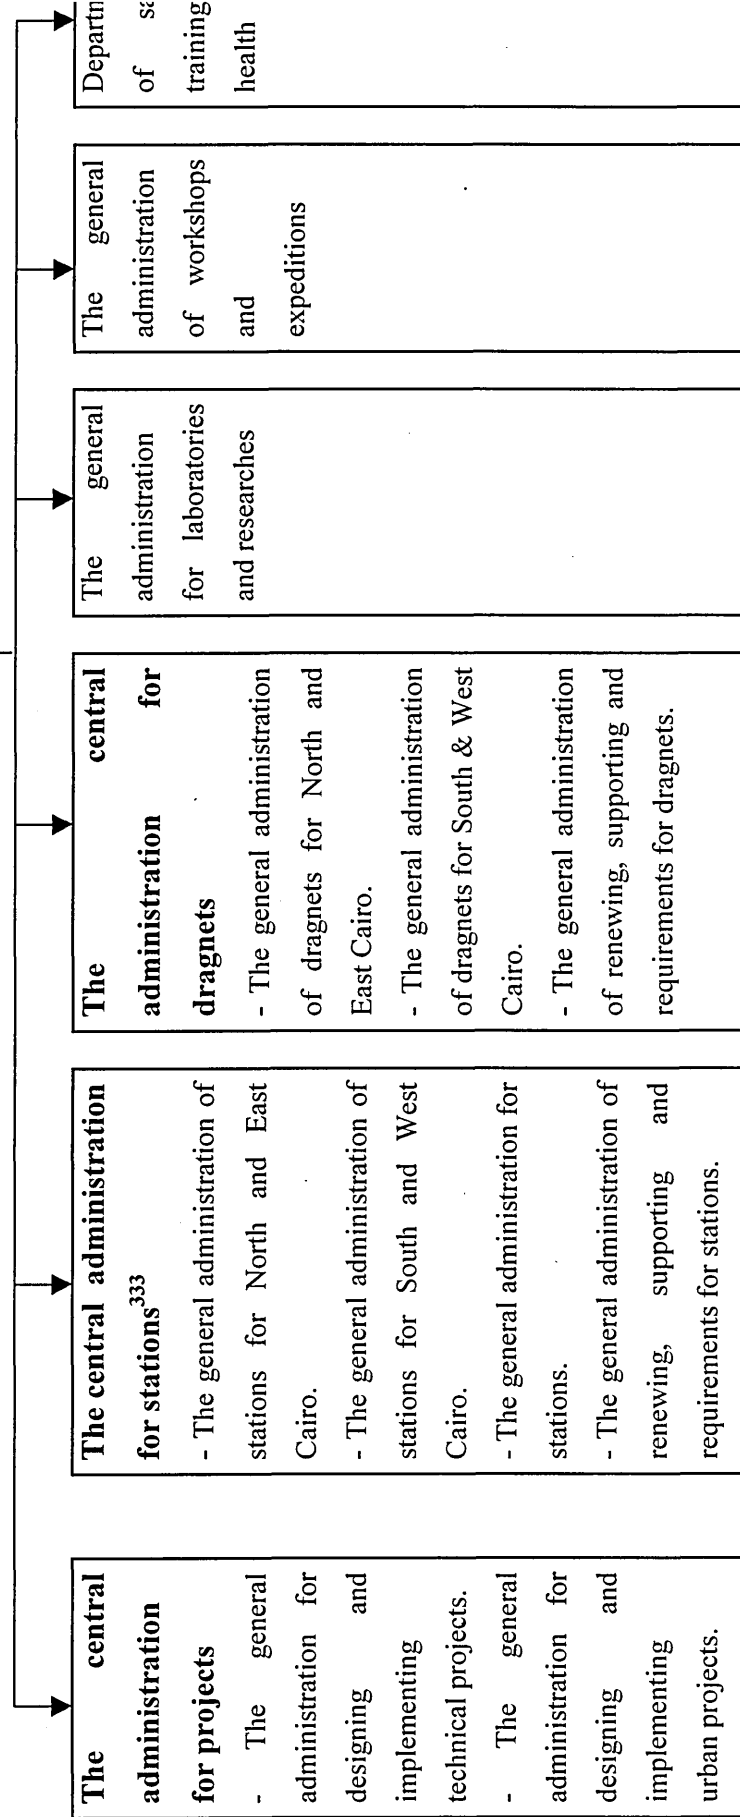 The central
administration
for projects
- The general
administration for
designing and
implementing
technical projects.
- The general
administration for
designing and
implementing
urban projects.
The central administration
for stations333
- The general administration of
stations for North and East
Cairo.
- The general administration of
stations for South and West
Cairo.
- The general administration for
stations.
- The general administration of
renewing, supporting and
requirements for stations.
The central
administration for
dragnets
- The general administration
of dragnets for North and
East Cairo.
- The general administration
of dragnets for South & West
Cairo.
- The general administration
of renewing, supporting and
requirements for dragnets.
The general
administration
for laboratories
and researches
The general
administration
of workshops
and
expeditions
of
training
health